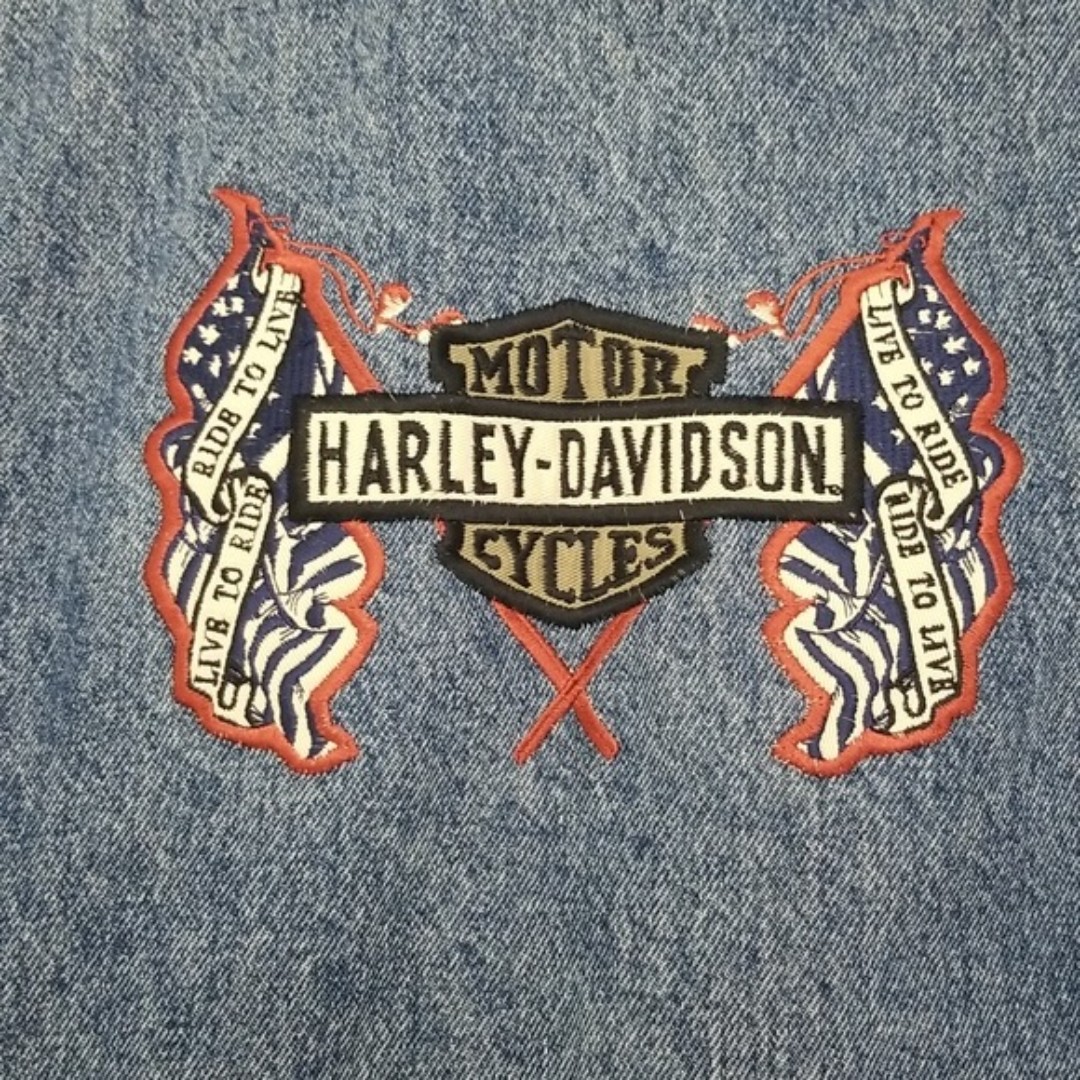 RIDE TO LIVE
LIVE TO RIDE
MOTOR
HARLEY-DAVIDSON.
CYCLES
LIVE TO RIDE
RIDE TO LIVE